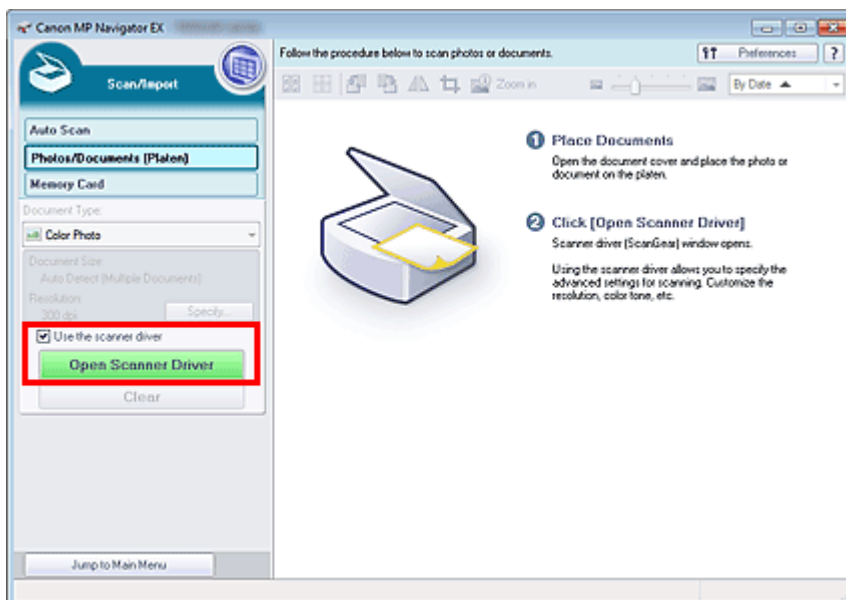 Canon MP Navigator EX
Scan/Import
Auto Scan
Photos/Documents (Platen)
Memory Card
Document Type:
Color Photo
Document Size:
Auto Detect (Multiple Documents)
Resolution:
300 dpi
Specify...
Use the scanner driver
Open Scanner Driver
Clear
Jump to Main Menu
Follow the procedure below to scan photos or documents.
Preferences
?
Zoom in
By Date
1 Place Documents
Open the document cover and place the photo or
document on the platen.
2 Click [Open Scanner Driver]
Scanner driver (ScanGear) window opens.
Using the scanner driver allows you to specify the
advanced settings for scanning. Customize the
resolution, color tone, etc.